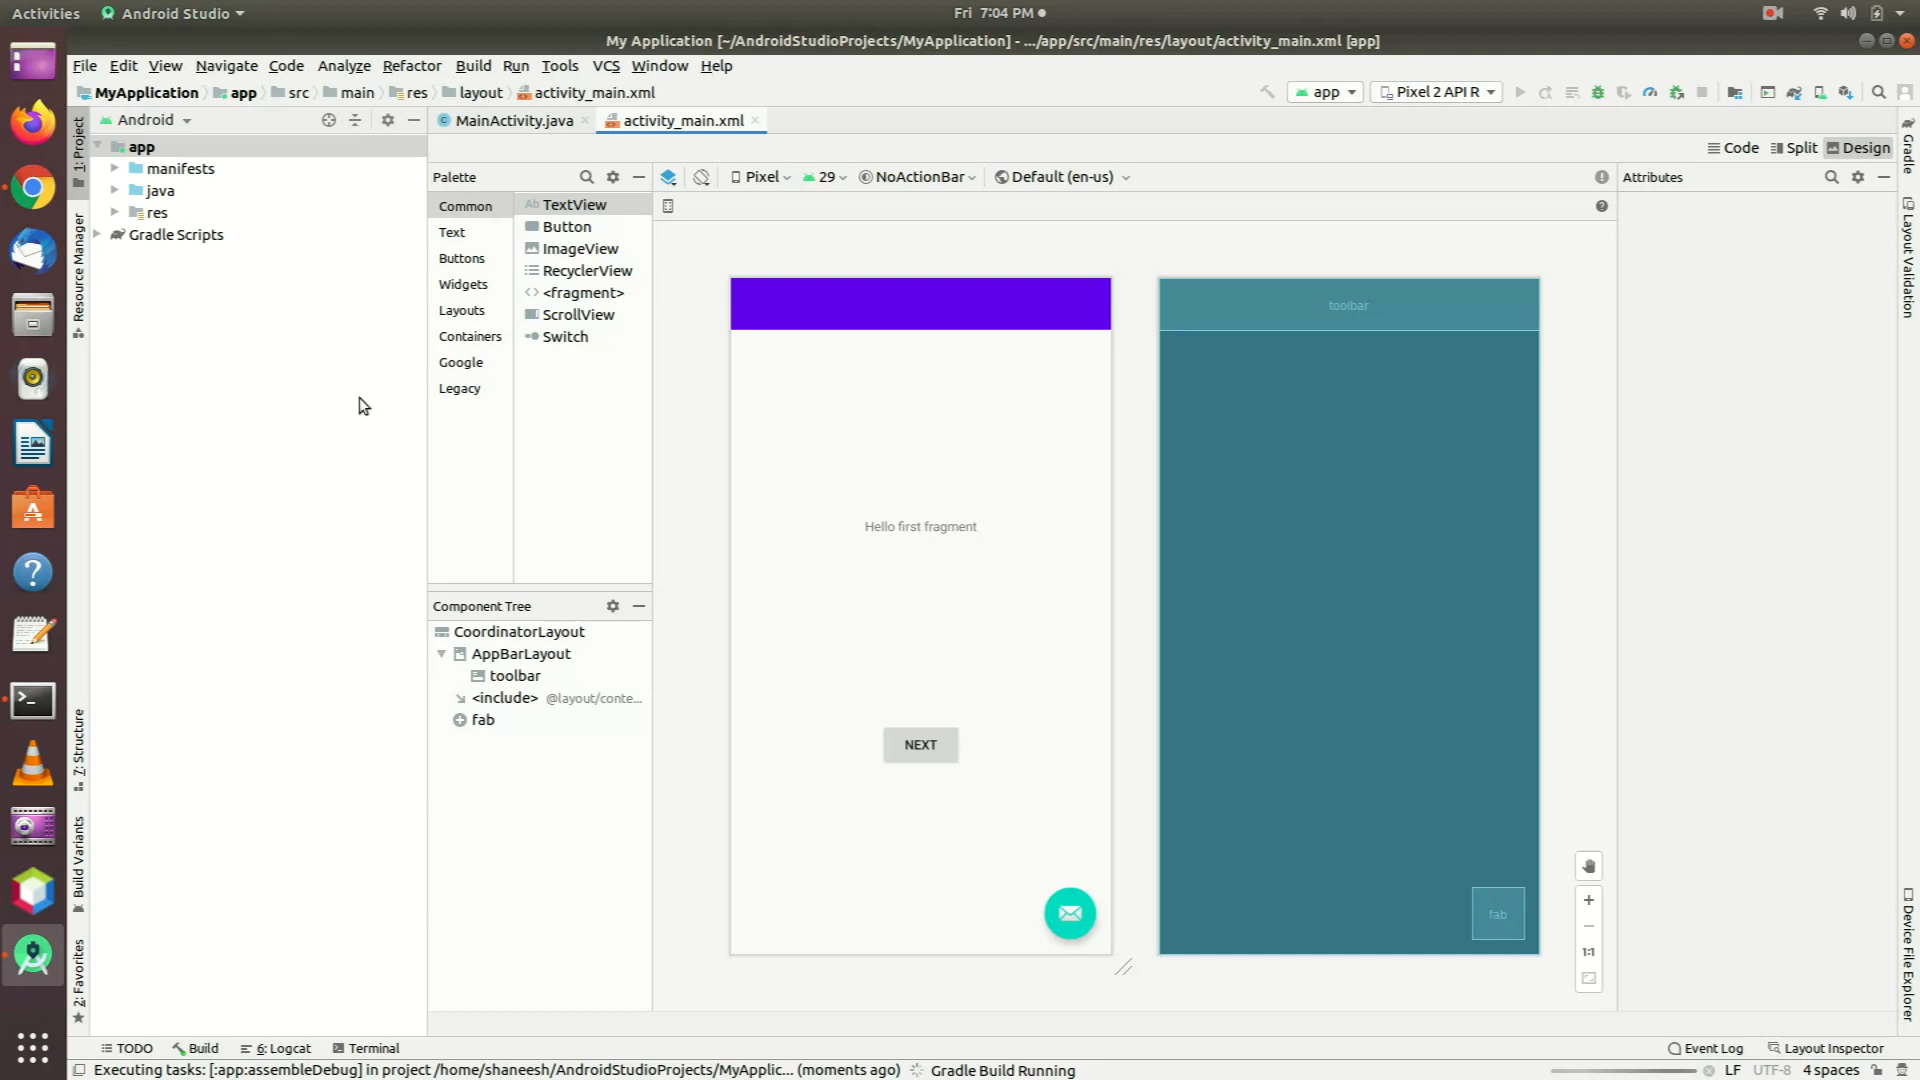 Activities
Android Studio
Fri 7:04 PM
My Application [~/AndroidStudioProjects/MyApplication] - .../app/src/main/res/layout/activity_main.xml [app]
File Edit View Navigate Code Analyze Refactor Build Run Tools VCS Window Help
MyApplication app src main res layout activity_main.xml
app
Pixel 2 API R
Android
MainActivity.java
activity_main.xml
1: Project
Resource Manager
7: Structure
Build Variants
2: Favorites
app
manifests
java
res
Gradle Scripts
Code Split Design
Palette
Common
Text
Buttons
Widgets
Layouts
Containers
Google
Legacy
Ab TextView
Button
ImageView
RecyclerView
<fragment>
ScrollView
Switch
Pixel 29 NoActionBar Default (en-us)
Attributes
Component Tree
CoordinatorLayout
AppBarLayout
toolbar
<include> @layout/conte...
fab
Hello first fragment
NEXT
toolbar
fab
1:1
Gradle
Layout Validation
Device File Explorer
TODO Build 6: Logcat Terminal
Event Log Layout Inspector
Executing tasks: [:app:assembleDebug] in project /home/shaneesh/AndroidStudioProjects/MyApplic... (moments ago) Gradle Build Running
LF UTF-8 4 spaces